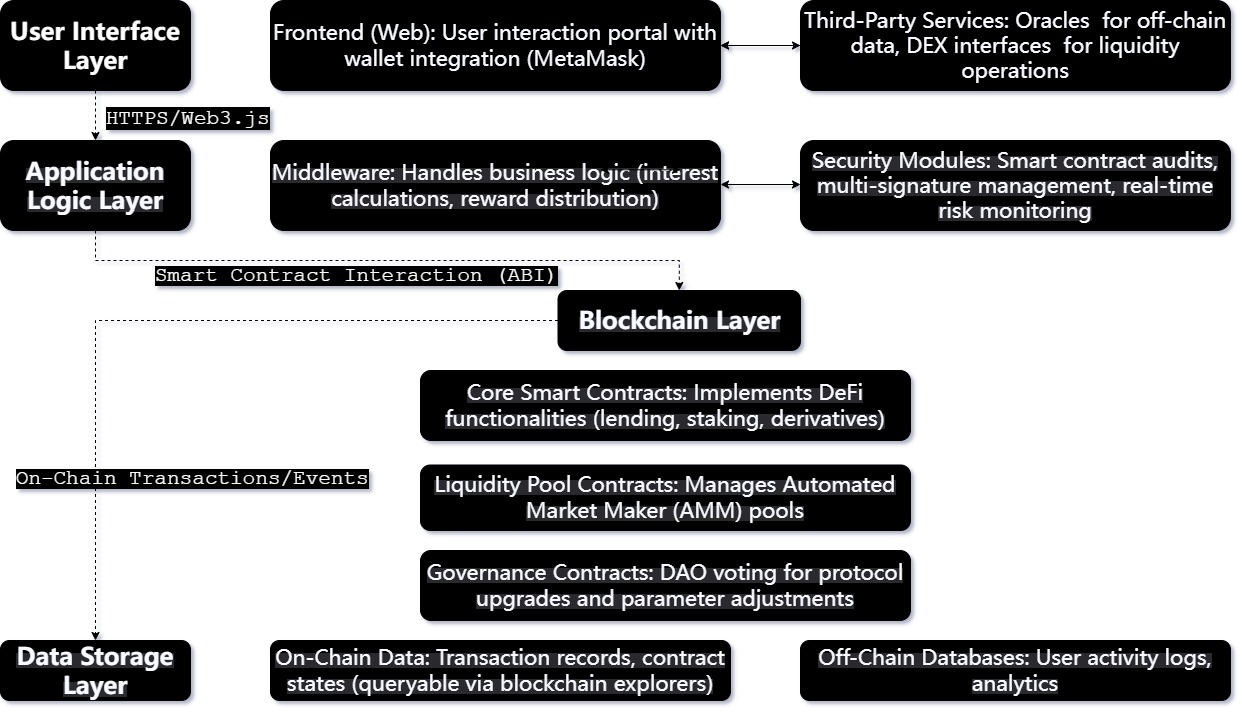 User Interface
Layer
Frontend (Web): User interaction portal with
wallet integration (MetaMask)
Third-Party Services: Oracles for off-chain
data, DEX interfaces for liquidity
operations
HTTPS/Web3.js
Application
Logic Layer
Middleware: Handles business logic (interest
calculations, reward distribution)
Security Modules: Smart contract audits,
multi-signature management, real-time
risk monitoring
Smart Contract Interaction (ABI)
Blockchain Layer
Core Smart Contracts: Implements DeFi
functionalities (lending, staking, derivatives)
On-Chain Transactions/Events
Liquidity Pool Contracts: Manages Automated
Market Maker (AMM) pools
Governance Contracts: DAO voting for protocol
upgrades and parameter adjustments
Data Storage
Layer
On-Chain Data: Transaction records, contract
states (queryable via blockchain explorers)
Off-Chain Databases: User activity logs,
analytics